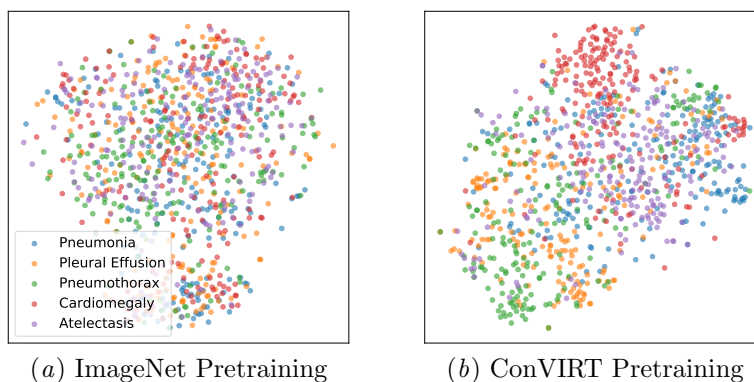 Pneumonia
Pleural Effusion
Pneumothorax
Cardiomegaly
Atelectasis
(a) ImageNet Pretraining
(b) ConVIRT Pretraining